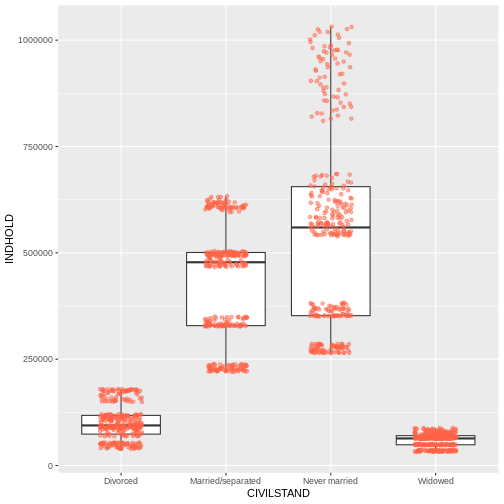 1000000
750000
500000
250000
0
INDHOLD
Divorced Married/separated Never married Widowed
CIVILSTAND